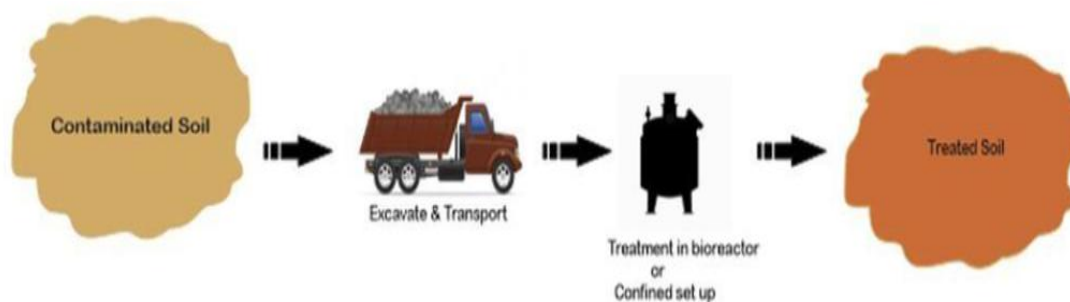 Contaminated Soil
Excavate & Transport
Treatment in bioreactor
or
Confined set up
Treated Soil